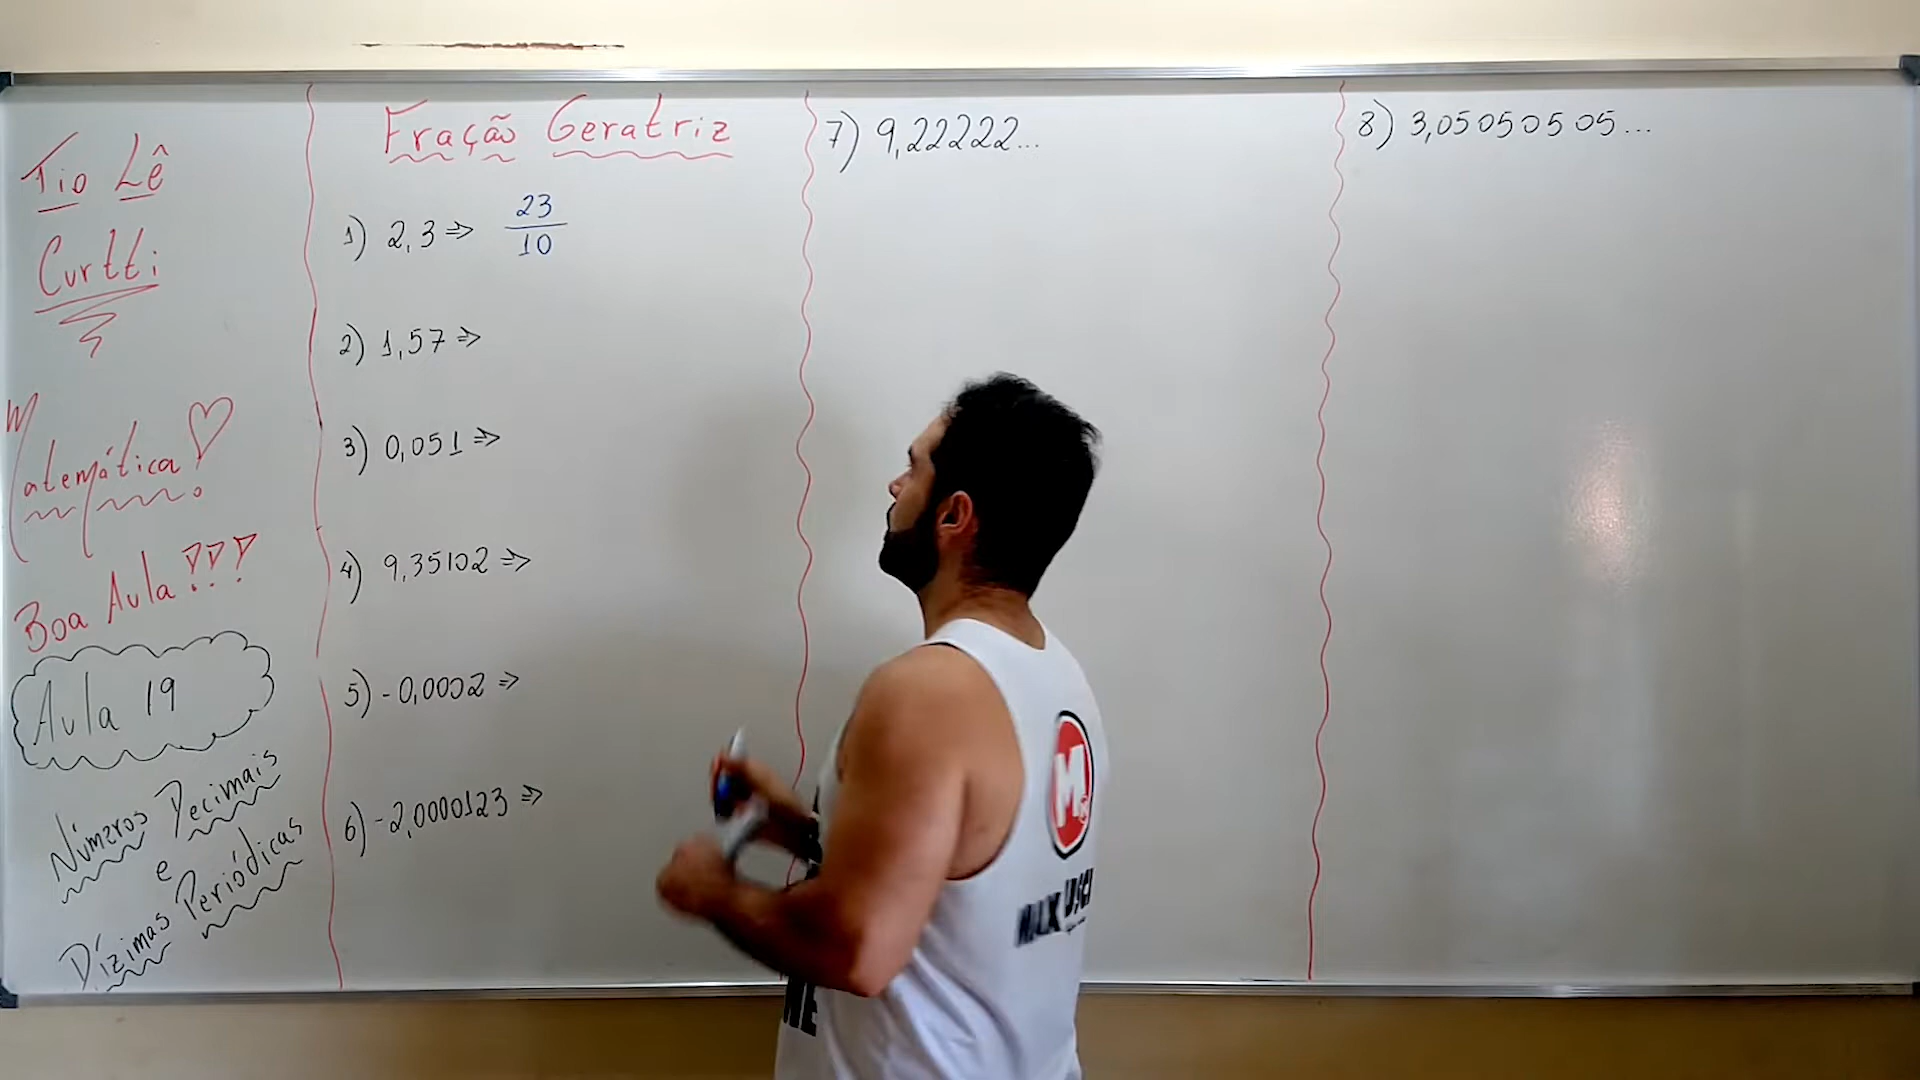 Tio Lê
Curtti
Matemática
Boa Aula!!!
Aula 19
Números Decimais
e
Dízimas Periódicas
Fração Geratriz
1) 2,3 ⇒ 23/10
2) 1,57 ⇒
3) 0,051 ⇒
4) 9,35102 ⇒
5) -0,0002 ⇒
6) -2,0000123 ⇒
7) 9,22222...
8) 3,05050505...
M
MAX